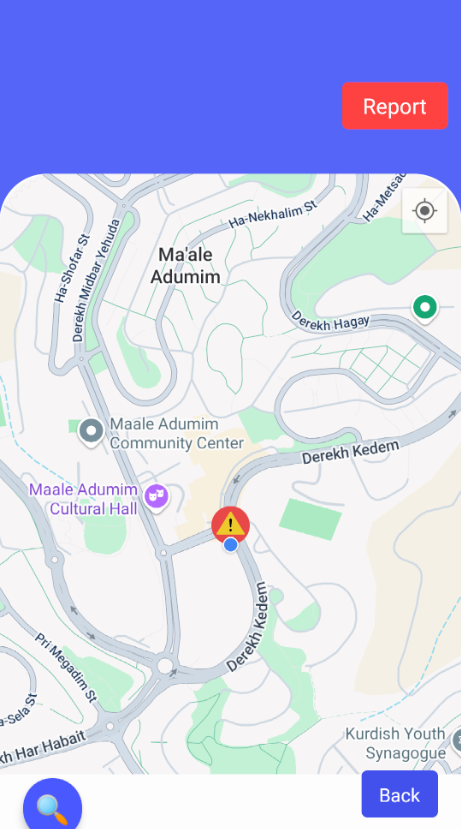 Report
Ha-Metsad
Ha-Nekhalim St
Ha-Shofar St
Derekh Midbar Yehuda
Ma'ale
Adumim
Derekh Hagay
Maale Adumim
Community Center
Derekh Kedem
Maale Adumim
Cultural Hall
Derekh Kedem
Pri Megadim St
a-Sela St
kh Har Habait
Kurdish Youth
Synagogue
Back